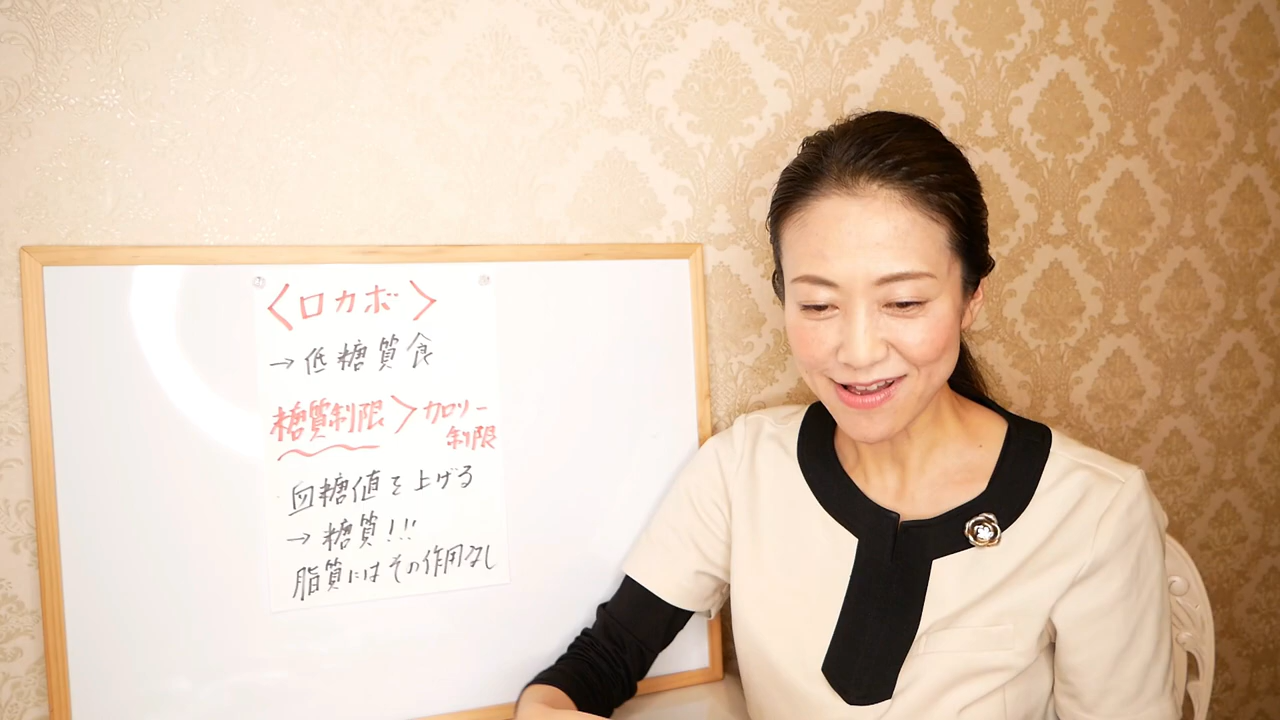 〈ロカボ〉
→低糖質食
糖質制限＞カロリー制限
血糖値を上げる
→糖質!!!
脂質にはその作用なし